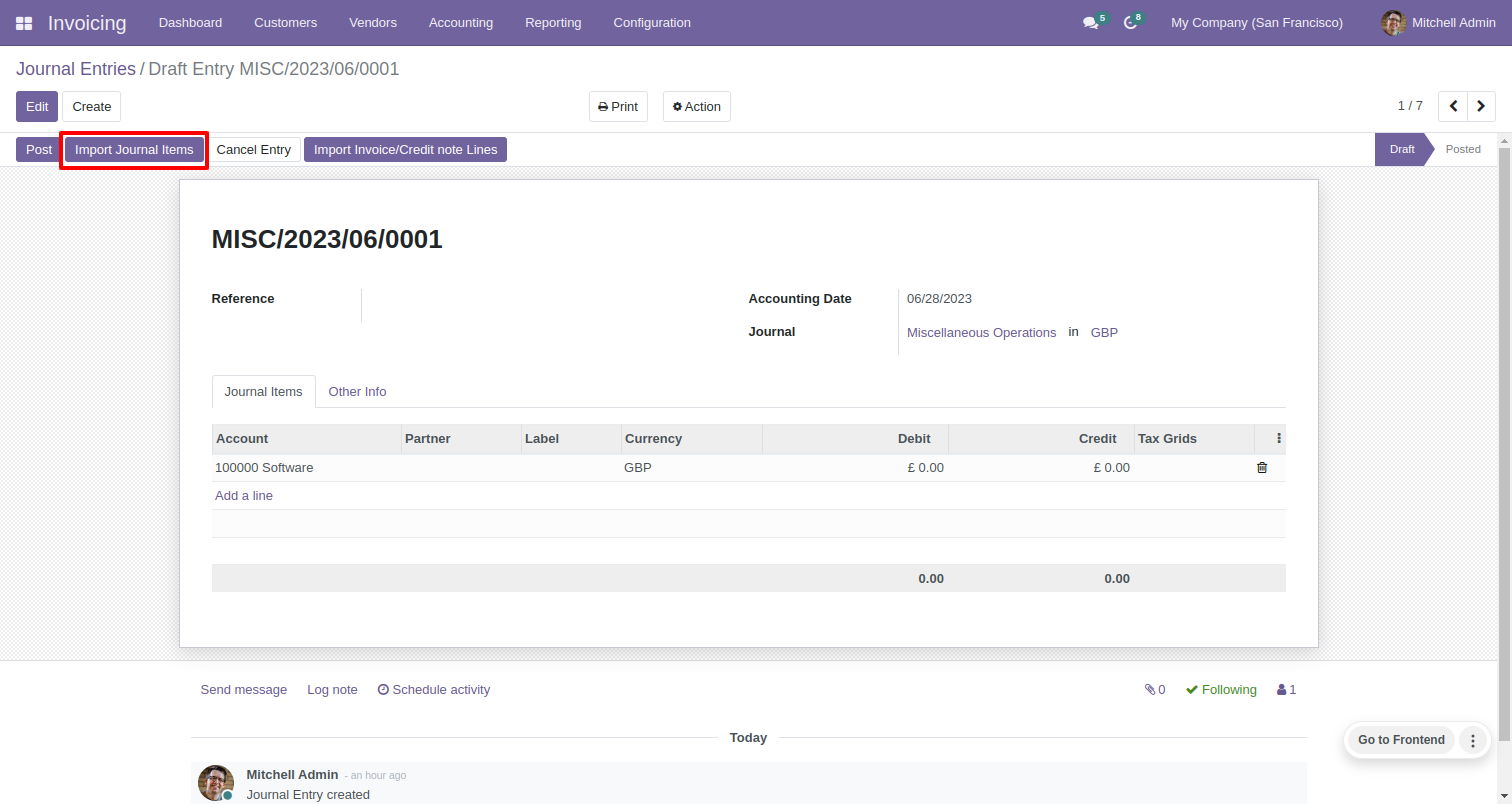 Invoicing Dashboard Customers Vendors Accounting Reporting Configuration 5 8 My Company (San Francisco) Mitchell Admin
Journal Entries / Draft Entry MISC/2023/06/0001
Edit Create Print Action 1 / 7
Post Import Journal Items Cancel Entry Import Invoice/Credit note Lines Draft Posted
MISC/2023/06/0001
Reference Accounting Date 06/28/2023
Journal Miscellaneous Operations in GBP
Journal Items Other Info
Account Partner Label Currency Debit Credit Tax Grids
100000 Software GBP £ 0.00 £ 0.00
Add a line
0.00 0.00
Send message Log note Schedule activity 0 Following 1
Today
Go to Frontend
Mitchell Admin - an hour ago
Journal Entry created